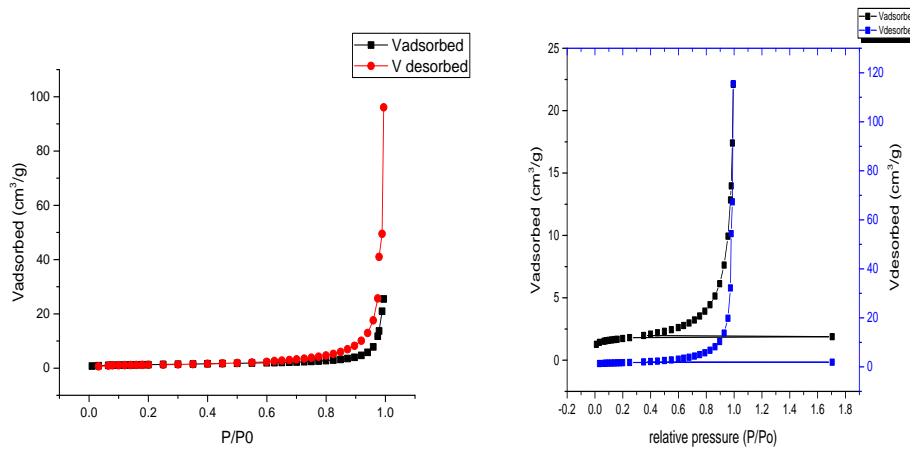 Vadsorbed
V desorbed
100
80
60
40
20
0
Vadsorbed (cm³/g)
0.0 0.2 0.4 0.6 0.8 1.0
P/P0
Vadsorbed
Vdesorbe
25
20
15
10
5
0
Vadsorbed (cm³/g)
120
100
80
60
40
20
0
Vdesorbed (cm³/g)
-0.2 0.0 0.2 0.4 0.6 0.8 1.0 1.2 1.4 1.6 1.8
relative pressure (P/Po)